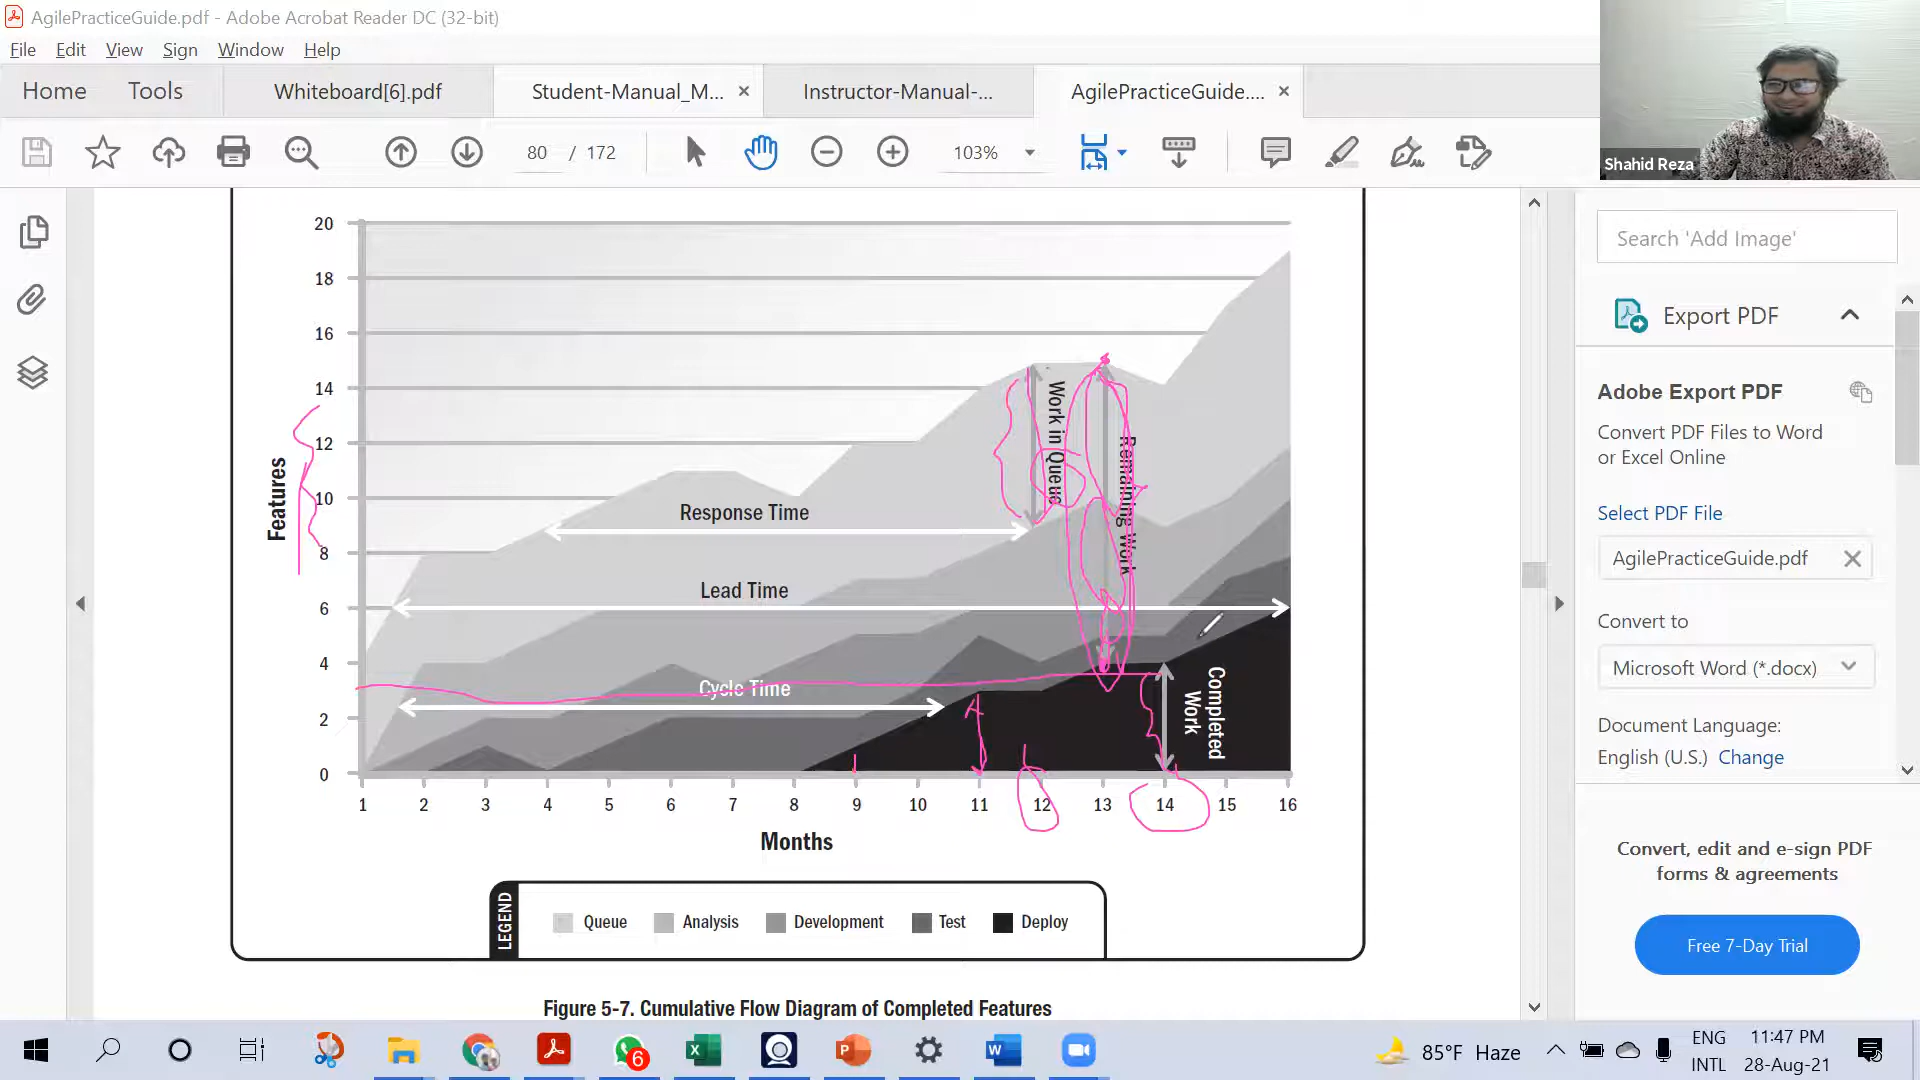 AgilePracticeGuide.pdf - Adobe Acrobat Reader DC (32-bit)
File Edit View Sign Window Help
Home Tools Whiteboard[6].pdf Student-Manual_M... × Instructor-Manual-... AgilePracticeGuide.... ×
80 / 172 103%
Shahid Reza
20
18
16
14
12
10
8
6
4
2
0
Features
Work in Queue
Remaining Work
Response Time
Lead Time
Cycle Time
Completed Work
A
1 2 3 4 5 6 7 8 9 10 11 12 13 14 15 16
Months
LEGEND
Queue Analysis Development Test Deploy
Figure 5-7. Cumulative Flow Diagram of Completed Features
Search 'Add Image'
Export PDF
Adobe Export PDF
Convert PDF Files to Word
or Excel Online
Select PDF File
AgilePracticeGuide.pdf
Convert to
Microsoft Word (*.docx)
Document Language:
English (U.S.) Change
Convert, edit and e-sign PDF
forms & agreements
Free 7-Day Trial
6
85°F Haze
ENG
INTL
11:47 PM
28-Aug-21